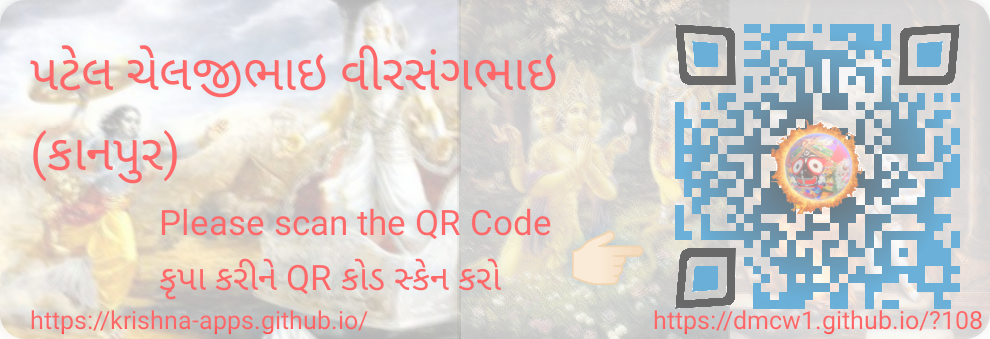 પટેલ ચેલજીભાઇ વીરસંગભાઇ
(કાનપુર)
Please scan the QR Code
કૃપા કરીને QR કોડ સ્કેન કરો
https://krishna-apps.github.io/
https://dmcw1.github.io/?108